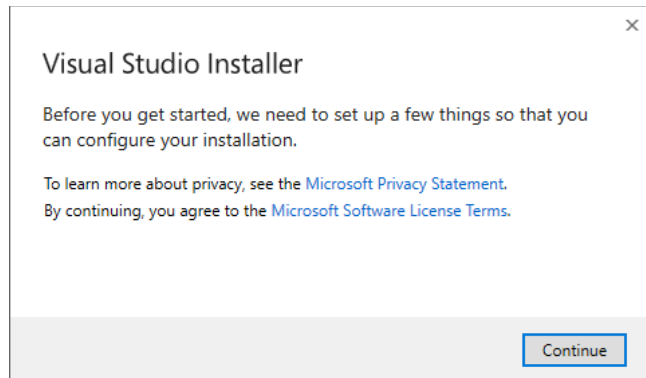 Visual Studio Installer
Before you get started, we need to set up a few things so that you
can configure your installation.
To learn more about privacy, see the Microsoft Privacy Statement.
By continuing, you agree to the Microsoft Software License Terms.
Continue